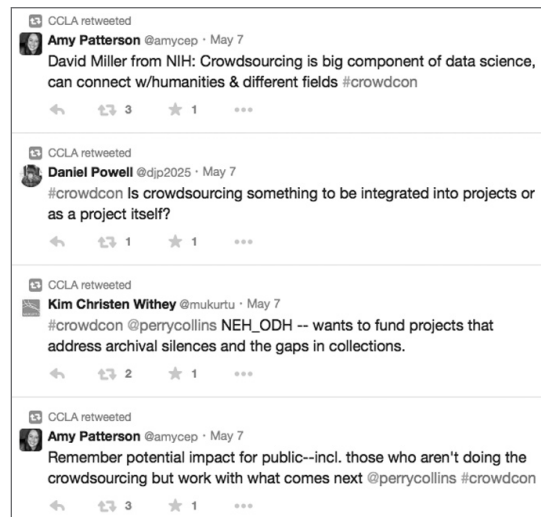 CCLA retweeted
Amy Patterson @amycep · May 7
David Miller from NIH: Crowdsourcing is big component of data science,
can connect w/humanities & different fields #crowdcon
3 1
CCLA retweeted
Daniel Powell @djp2025 · May 7
#crowdcon Is crowdsourcing something to be integrated into projects or
as a project itself?
1 1
CCLA retweeted
Kim Christen Withey @mukurtu · May 7
#crowdcon @perrycollins NEH_ODH -- wants to fund projects that
address archival silences and the gaps in collections.
2 1
CCLA retweeted
Amy Patterson @amycep · May 7
Remember potential impact for public--incl. those who aren't doing the
crowdsourcing but work with what comes next @perrycollins #crowdcon
3 1